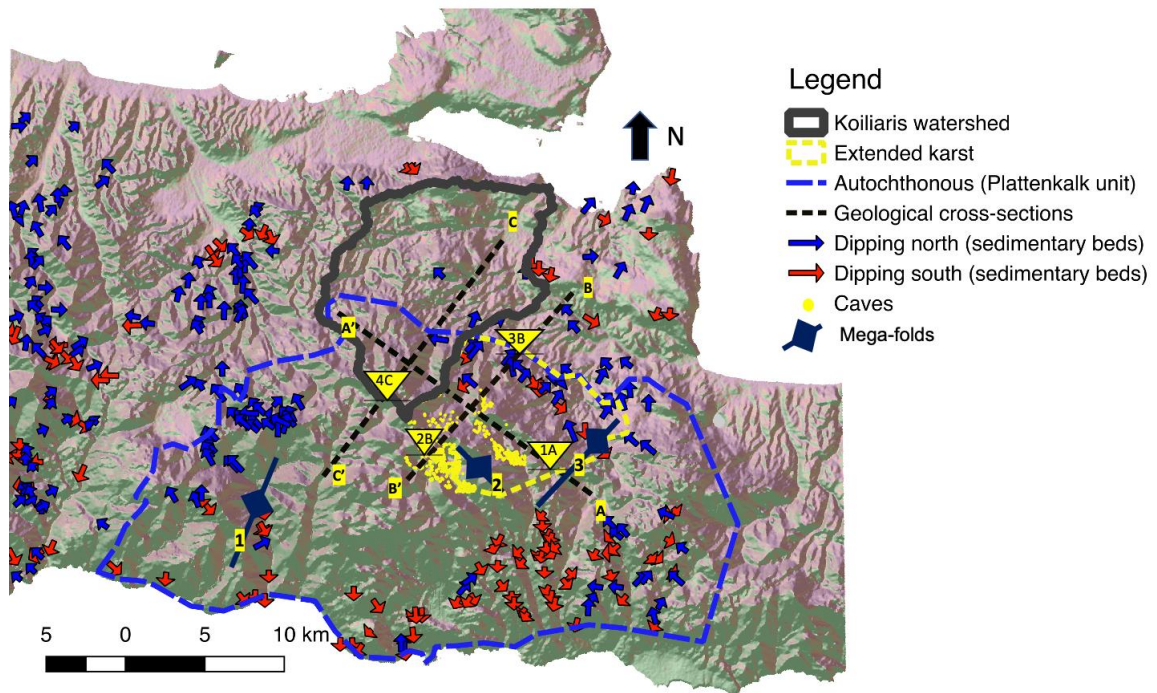 N
Legend
Koiliaris watershed
Extended karst
Autochthonous (Plattenkalk unit)
Geological cross-sections
Dipping north (sedimentary beds)
Dipping south (sedimentary beds)
Caves
Mega-folds
C
B
A'
3B
4C
2B
1A
3
C'
B'
2
A
1
5 0 5 10 km